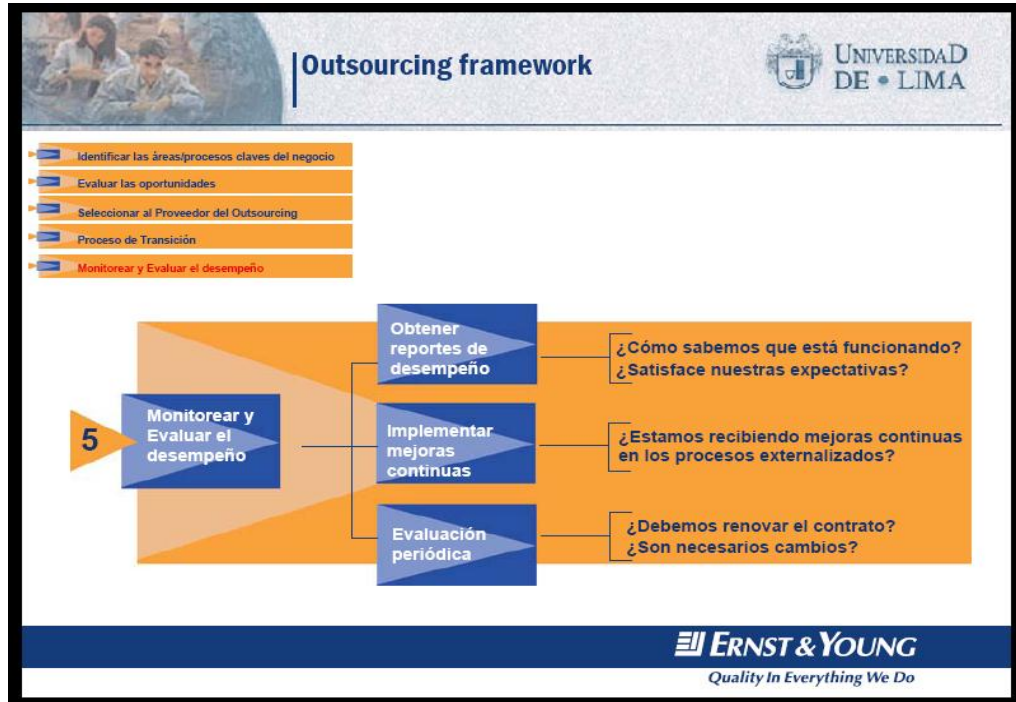 Outsourcing framework
UNIVERSIDAD
DE • LIMA
Identificar las áreas/procesos claves del negocio
Evaluar las oportunidades
Seleccionar al Proveedor del Outsourcing
Proceso de Transición
Monitorear y Evaluar el desempeño
5
Monitorear y
Evaluar el
desempeño
Obtener
reportes de
desempeño
¿Cómo sabemos que está funcionando?
¿Satisface nuestras expectativas?
Implementar
mejoras
continuas
¿Estamos recibiendo mejoras continuas
en los procesos externalizados?
Evaluación
periódica
¿Debemos renovar el contrato?
¿Son necesarios cambios?
ERNST & YOUNG
Quality In Everything We Do